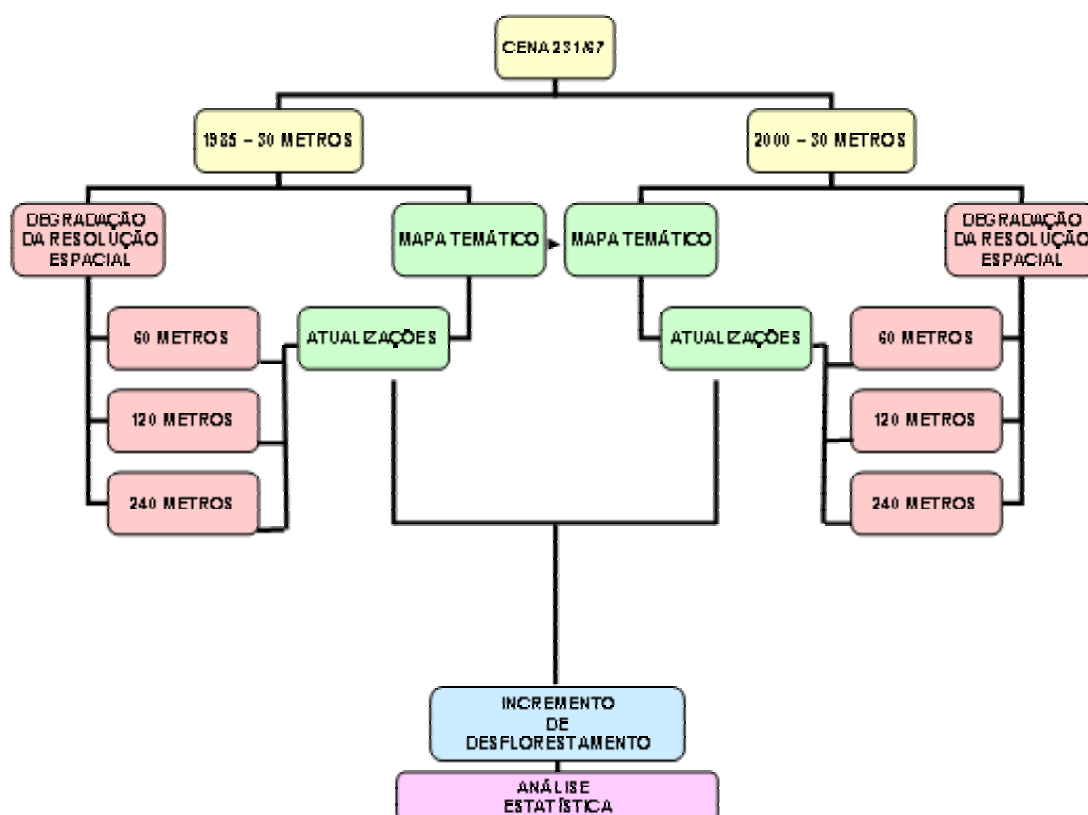 CENA 231/67
1985 – 30 METROS
2000 – 30 METROS
DEGRADAÇÃO
DA RESOLUÇÃO
ESPACIAL
MAPA TEMÁTICO
MAPA TEMÁTICO
DEGRADAÇÃO
DA RESOLUÇÃO
ESPACIAL
60 METROS
ATUALIZAÇÕES
ATUALIZAÇÕES
60 METROS
120 METROS
120 METROS
240 METROS
240 METROS
INCREMENTO
DE
DESFLORESTAMENTO
ANÁLISE
ESTATÍSTICA